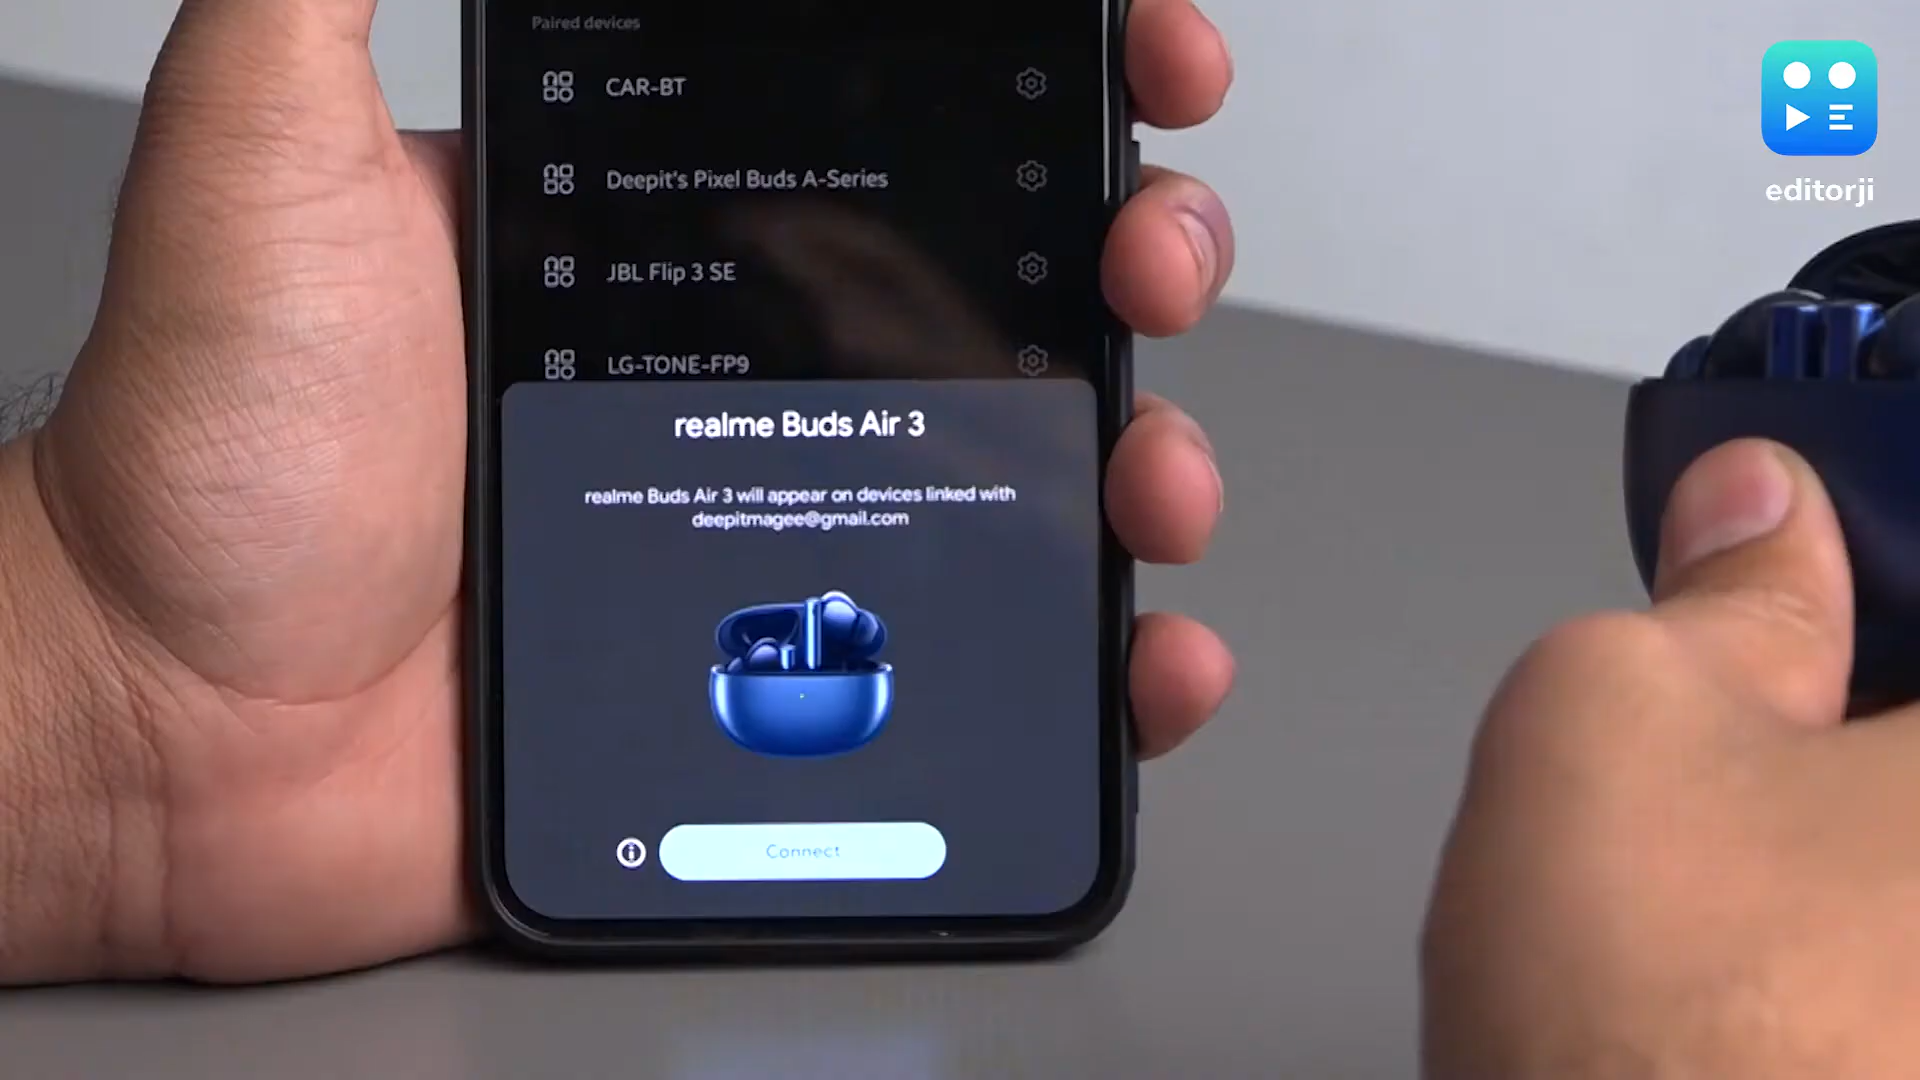 Paired devices
CAR-BT
Deepit's Pixel Buds A-Series
JBL Flip 3 SE
LG-TONE-FP9
realme Buds Air 3
realme Buds Air 3 will appear on devices linked with
deepitmagee@gmail.com
Connect
editorji